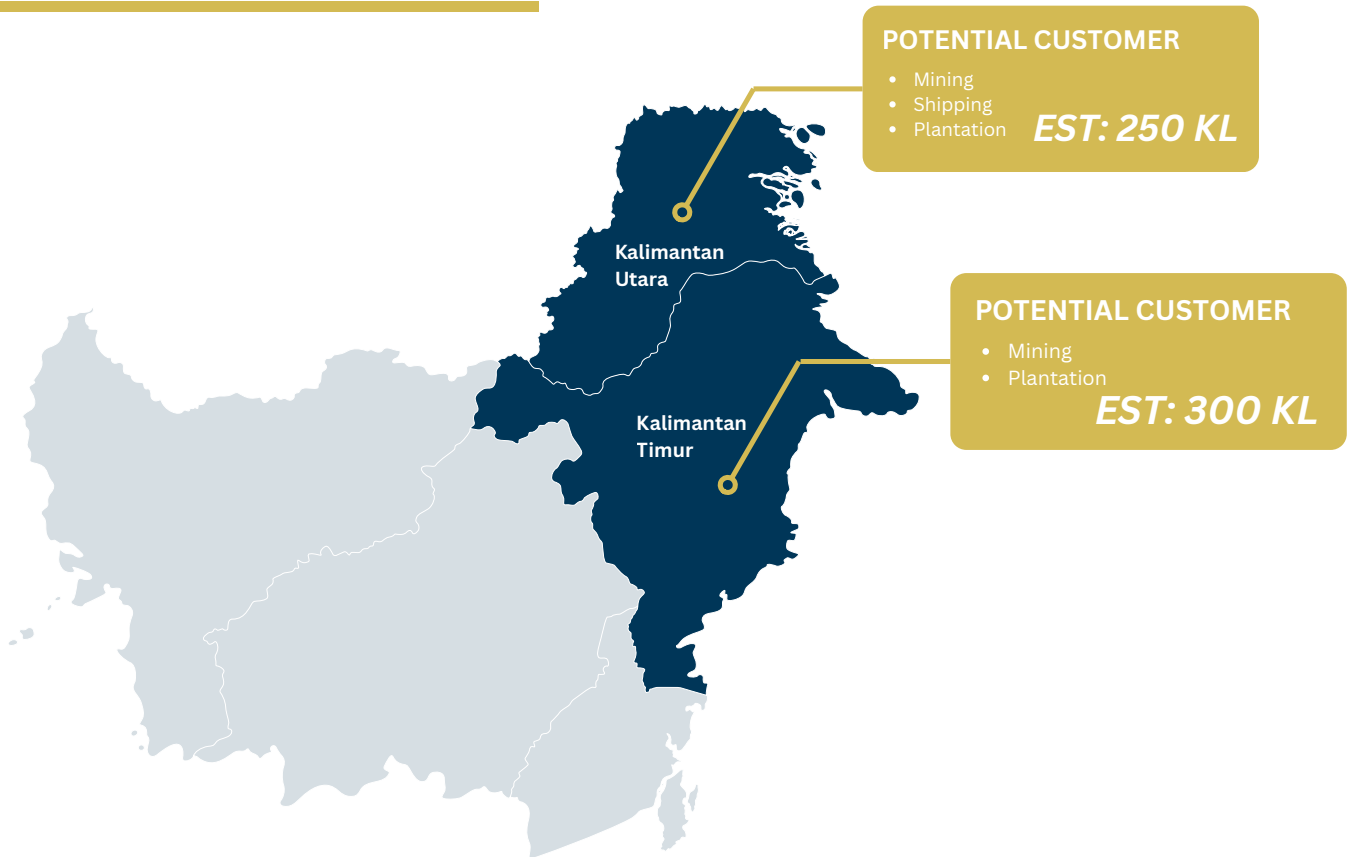 POTENTIAL CUSTOMER
• Mining
• Shipping
• Plantation
EST: 250 KL
Kalimantan
Utara
POTENTIAL CUSTOMER
• Mining
• Plantation
EST: 300 KL
Kalimantan
Timur